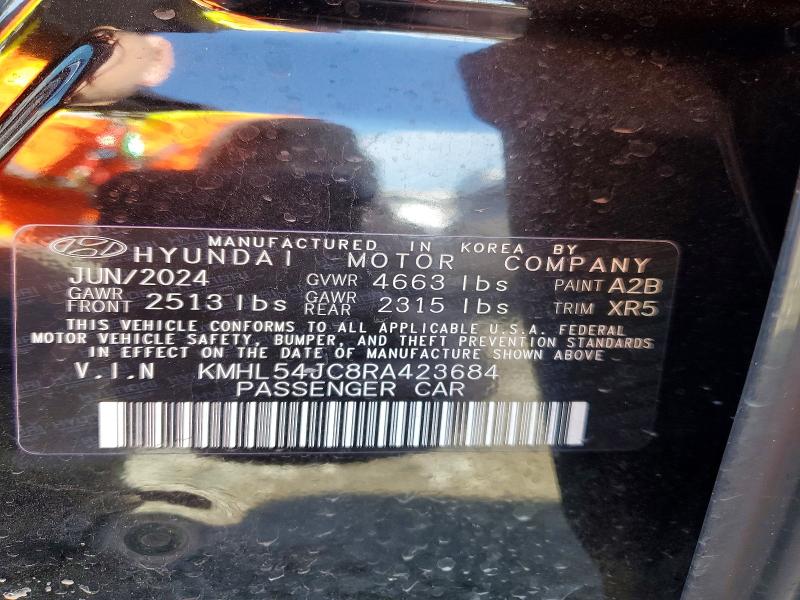 MANUFACTURED IN KOREA BY
HYUNDAI MOTOR COMPANY
JUN/2024 GVWR 4663 lbs PAINT A2B
GAWR FRONT 2513 lbs GAWR REAR 2315 lbs TRIM XR5
THIS VEHICLE CONFORMS TO ALL APPLICABLE U.S.A. FEDERAL
MOTOR VEHICLE SAFETY, BUMPER, AND THEFT PREVENTION STANDARDS
IN EFFECT ON THE DATE OF MANUFACTURE SHOWN ABOVE
V.I.N KMHL54JC8RA423684
PASSENGER CAR